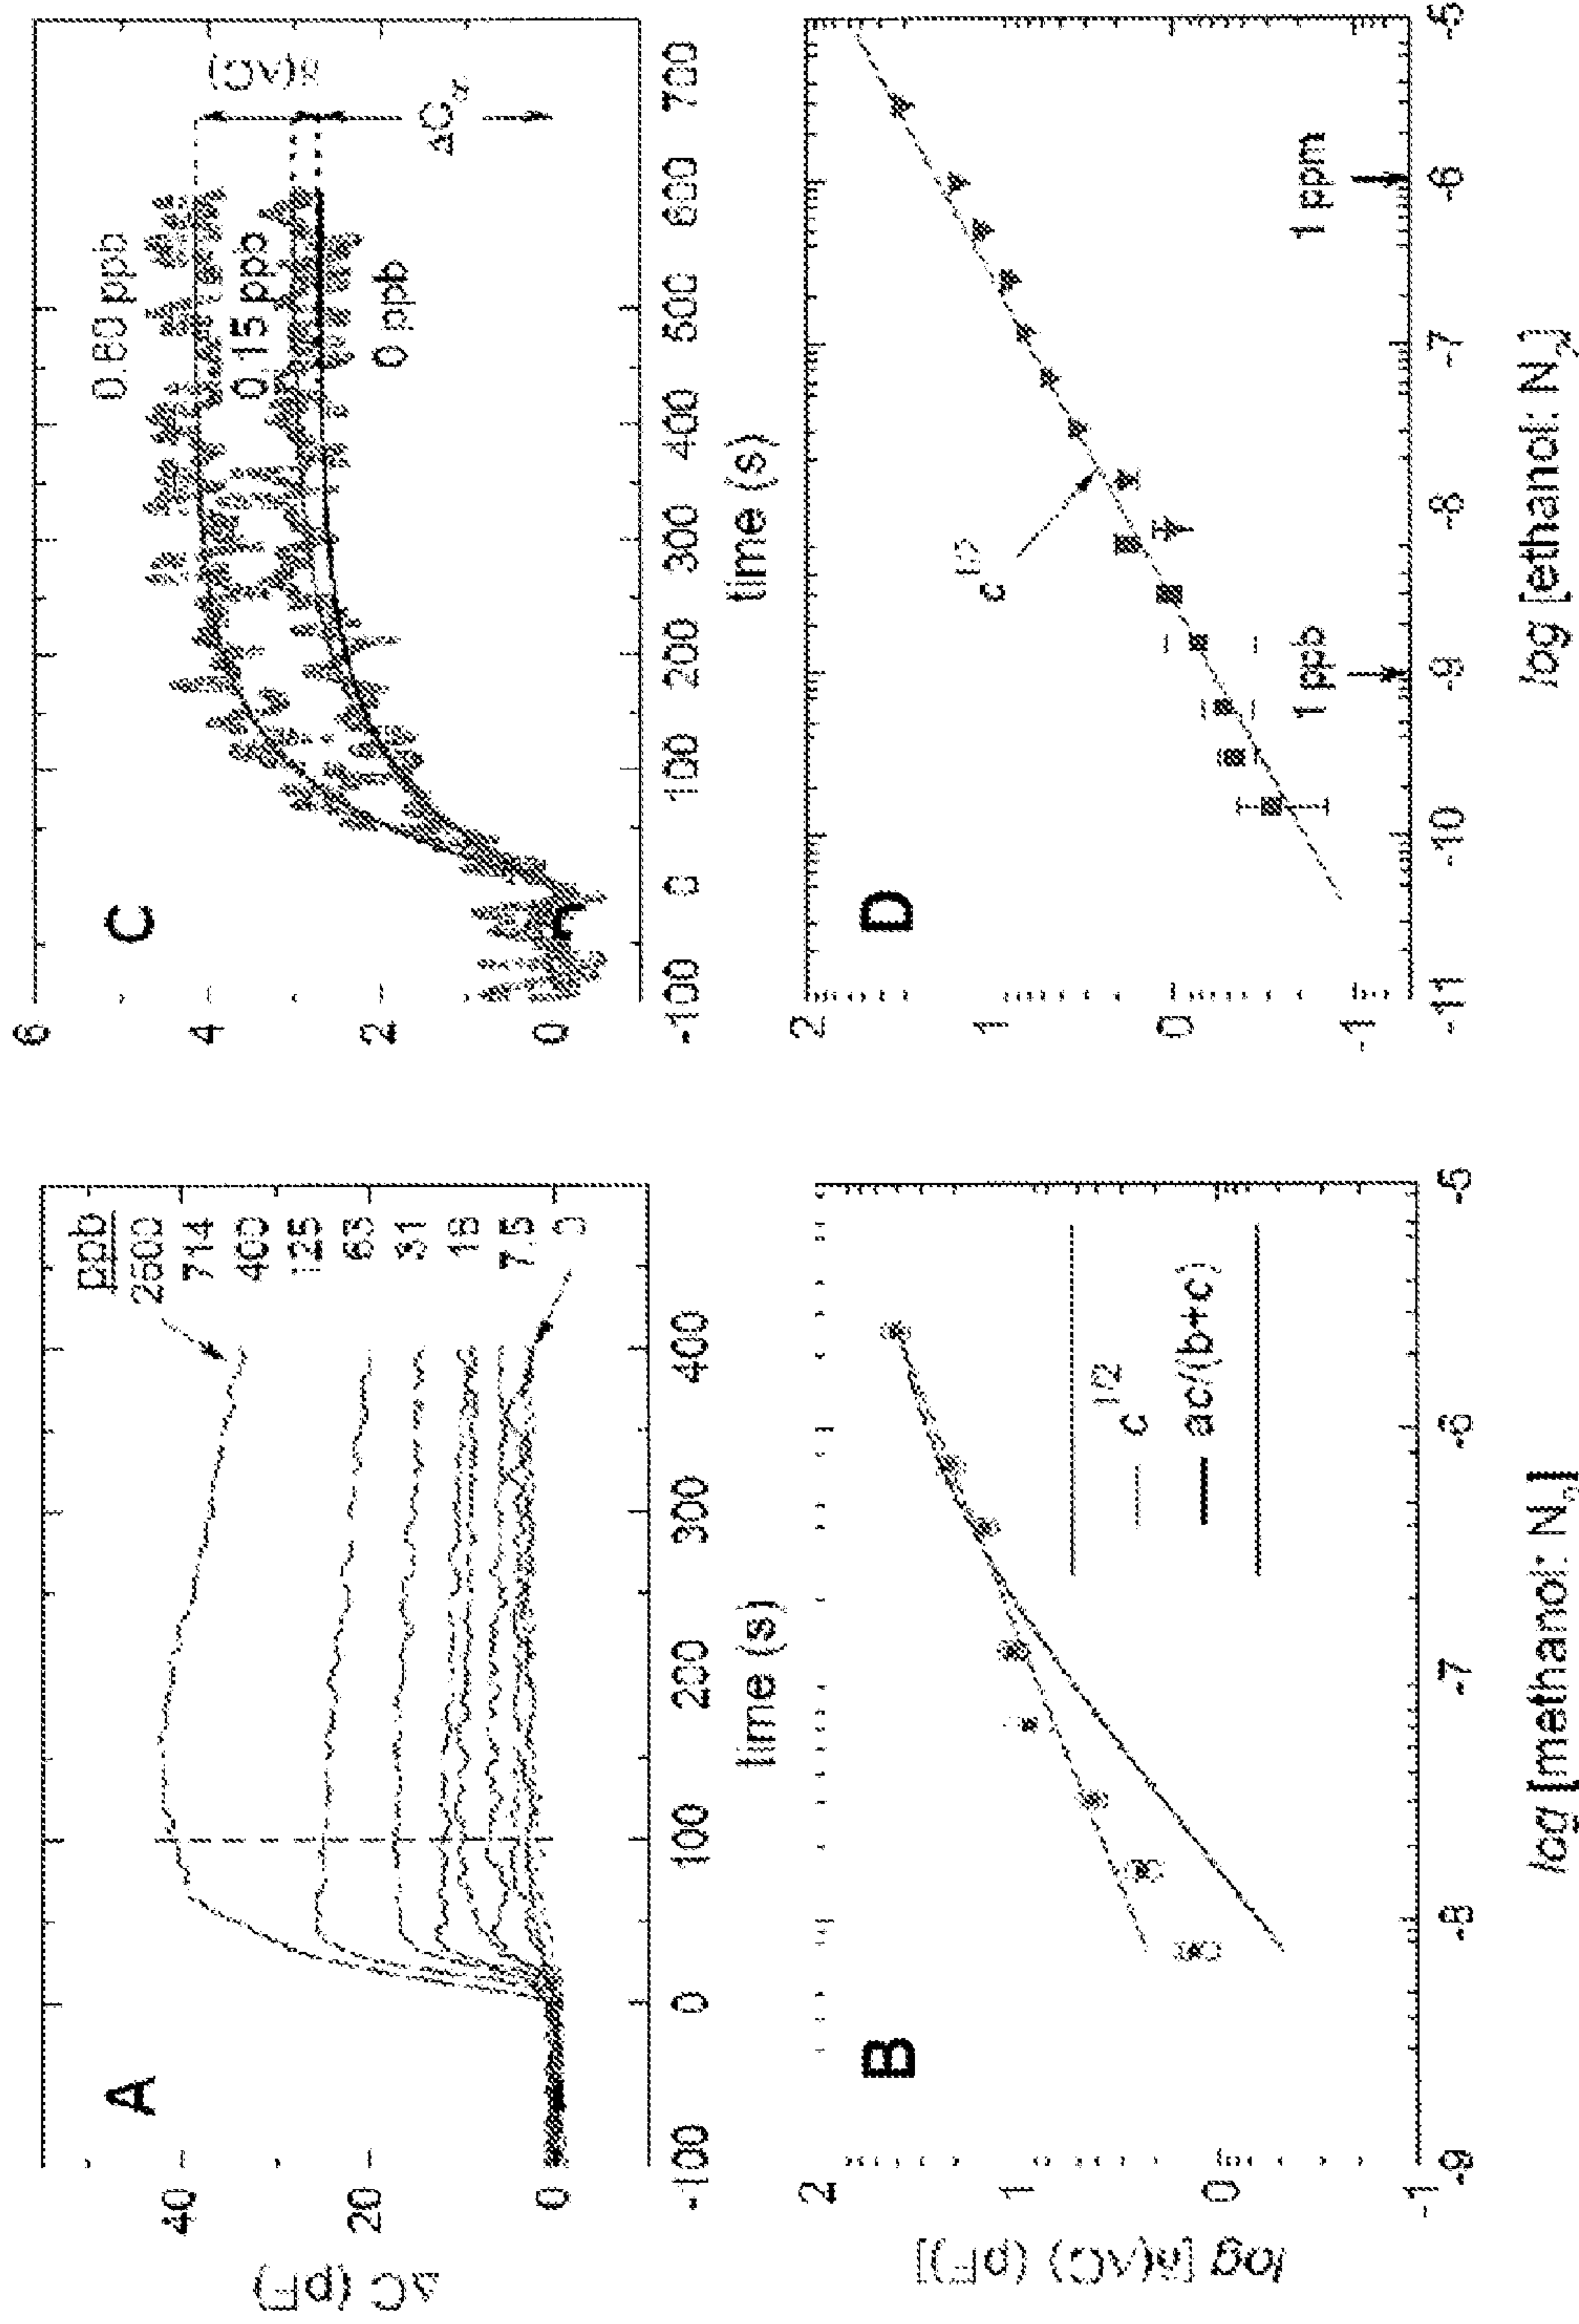 A
ΔC (pF)
40
20
0
-100
0
100
200
300
400
time (s)
ppb
2500
714
400
125
63
31
18
7.5
0
C
6
4
2
0
-100
0
100
200
300
400
500
600
700
time (s)
0.60 ppb
0.15 ppb
0 ppb
δ(ΔC)
ΔCα
B
log [δ(ΔC) (pF)]
2
1
0
-1
-9
-8
-7
-6
-5
c1/2
ac/(b+c)
log [methanol: N2]
D
2
1
0
-1
-11
-10
-9
-8
-7
-6
-5
c1/2
1 ppb
1 ppm
log [ethanol: N2]